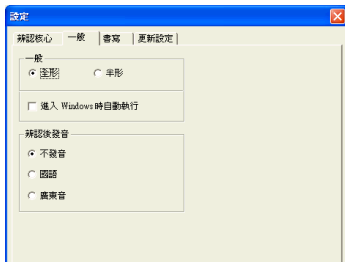 設定
辨認核心 一般 書寫 更新設定
一般
全形 半形
進入 Windows 時自動執行
辨認後發音
不發音
國語
廣東音